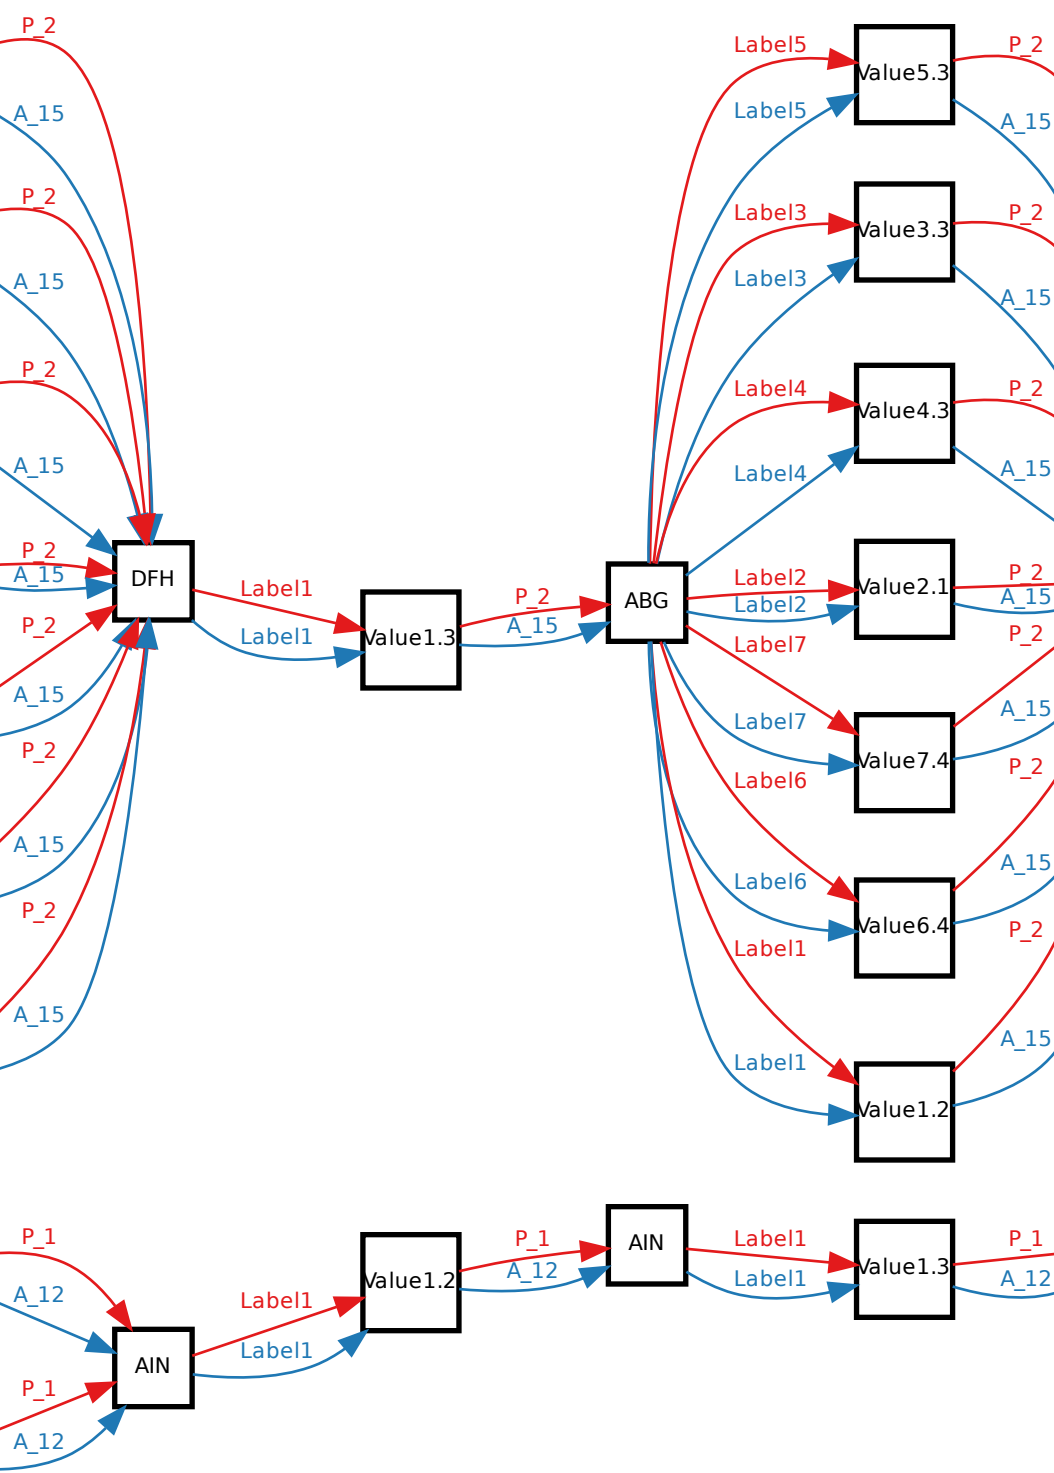 P_2
A_15
P_2
A_15
P_2
A_15
P_2
A_15
P_2
A_15
P_2
A_15
P_2
A_15
DFH
Label1
Label1
Value1.3
P_2
A_15
ABG
Label5
Label5
Label3
Label3
Label4
Label4
Label2
Label2
Label7
Label7
Label6
Label6
Label1
Label1
Value5.3
Value3.3
Value4.3
Value2.1
Value7.4
Value6.4
Value1.2
P_2
A_15
P_2
A_15
P_2
A_15
P_2
A_15
P_2
A_15
P_2
A_15
P_2
A_15
P_1
A_12
P_1
A_12
AIN
Label1
Label1
Value1.2
P_1
A_12
AIN
Label1
Label1
Value1.3
P_1
A_12